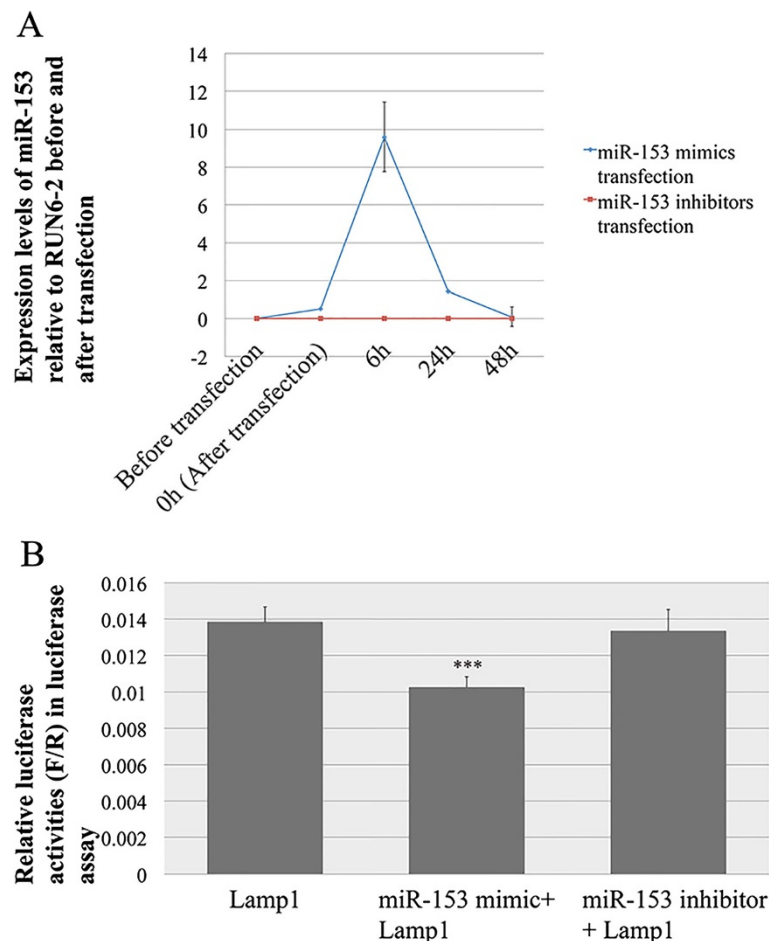 A
Expression levels of miR-153
relative to RUN6-2 before and
after transfection
14
12
10
8
6
4
2
0
-2
Before transfection
0h (After transfection)
6h
24h
48h
miR-153 mimics
transfection
miR-153 inhibitors
transfection
B
Relative luciferase
activities (F/R) in luciferase
assay
0.016
0.014
0.012
0.01
0.008
0.006
0.004
0.002
0
***
Lamp1
miR-153 mimic+
Lamp1
miR-153 inhibitor
+ Lamp1